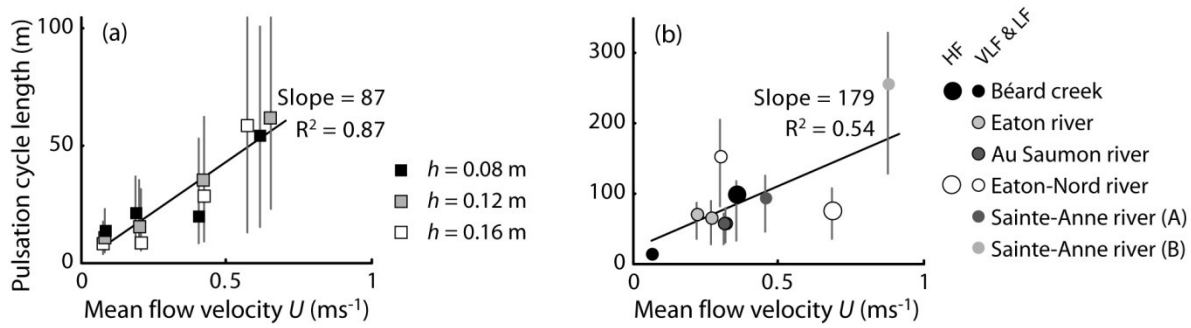 Pulsation cycle length (m)
100
50
0
(a)
Slope = 87
R² = 0.87
h = 0.08 m
h = 0.12 m
h = 0.16 m
0 0.5 1
Mean flow velocity U (ms⁻¹)
300
200
100
0
(b)
Slope = 179
R² = 0.54
0 0.5 1
Mean flow velocity U (ms⁻¹)
HF VLF & LF
Béard creek
Eaton river
Au Saumon river
Eaton-Nord river
Sainte-Anne river (A)
Sainte-Anne river (B)